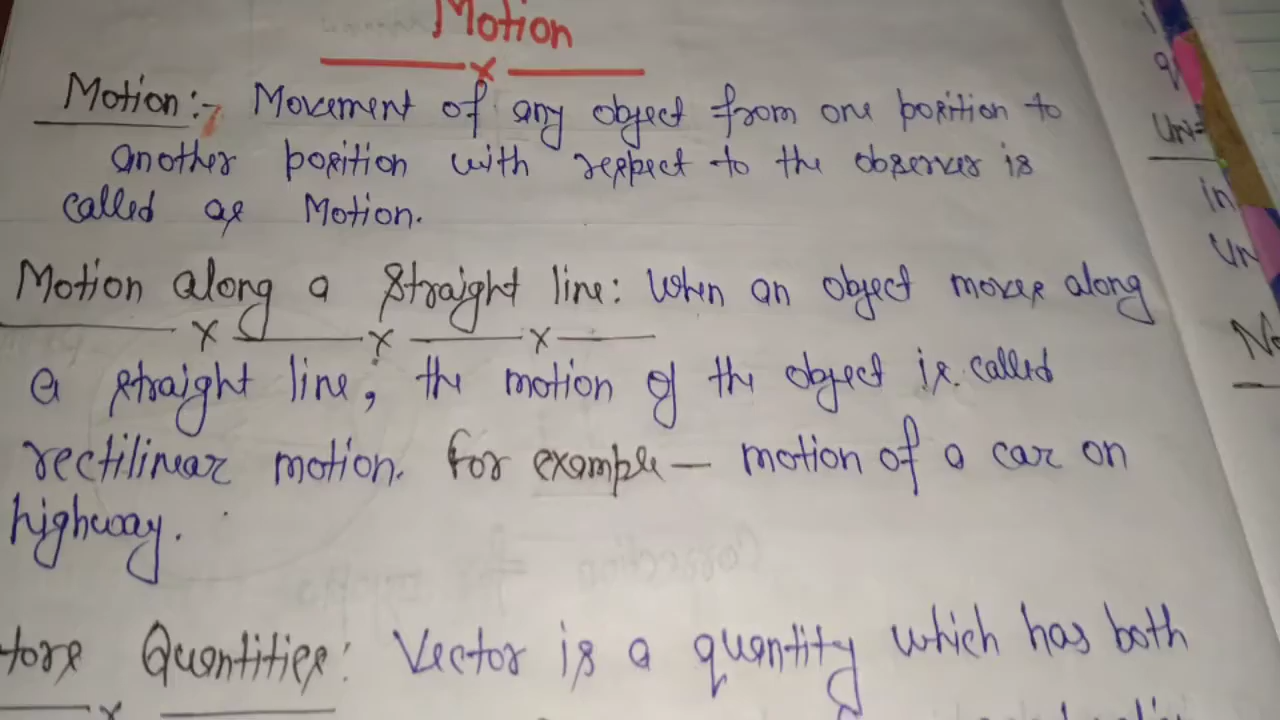 Motion
Motion:- Movement of any object from one position to
another position with respect to the observer is
called as Motion.
Motion along a straight line: When an object moves along
a straight line, the motion of the object is called
rectilinear motion. For example — motion of a car on
highway.
tors Quantities: Vector is a quantity which has both